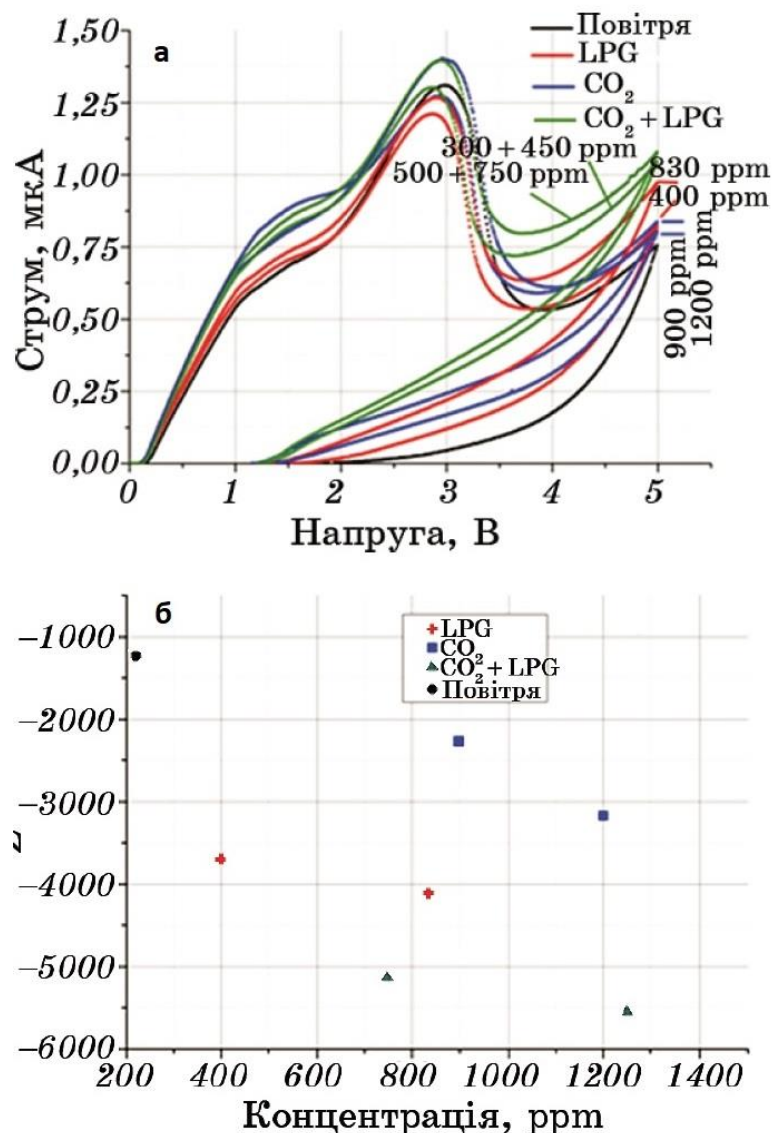 а
1,50
1,25
1,00
0,75
0,50
0,25
0,00
Струм, мкА
Повітря
LPG
CO₂
CO₂ + LPG
300 + 450 ppm
500 + 750 ppm
830 ppm
400 ppm
900 ppm
1200 ppm
0 1 2 3 4 5
Напруга, В
б
−1000
−2000
−3000
−4000
−5000
−6000
LPG
CO₂
CO₂ + LPG
Повітря
200 400 600 800 1000 1200 1400
Концентрація, ppm